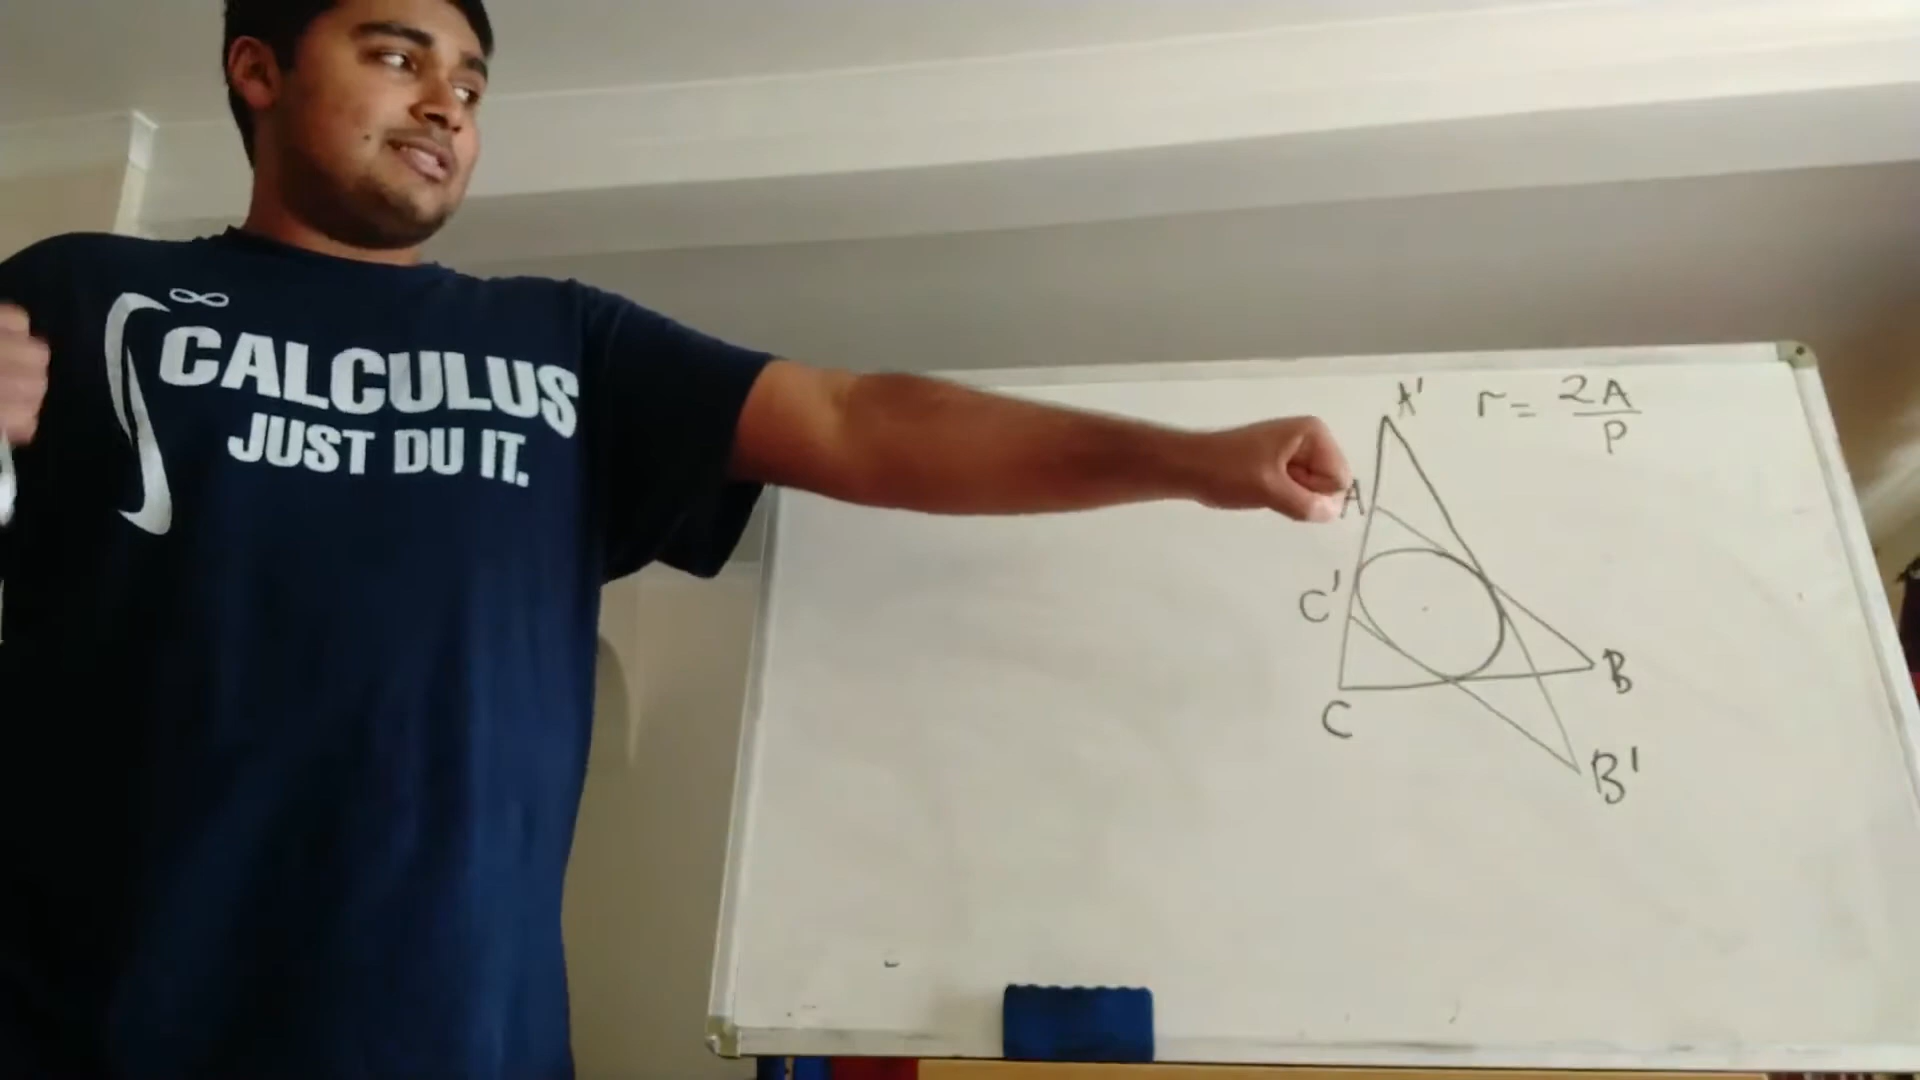 ∫ ∞
CALCULUS
JUST DU IT.
A'
r = 2A/P
A
C'
B
C
B'